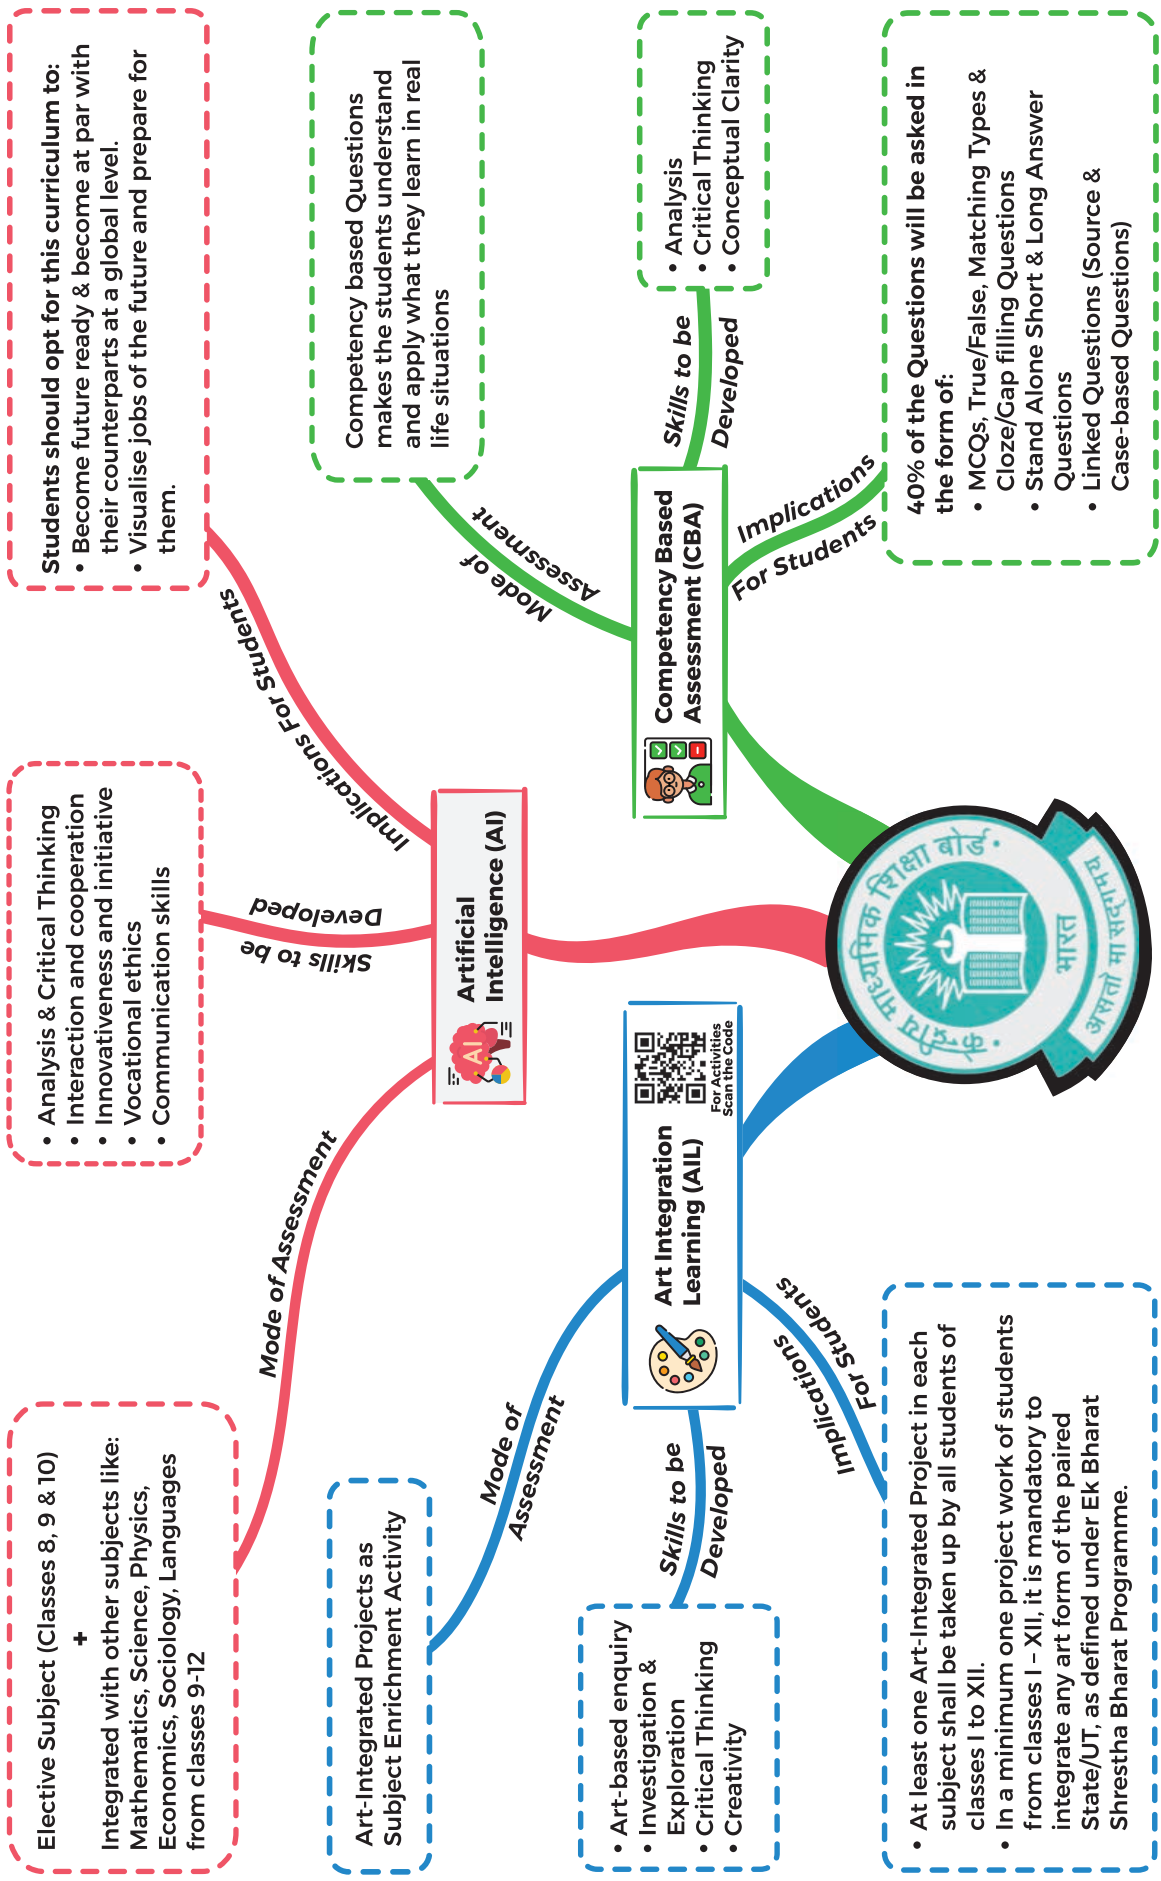 Elective Subject (Classes 8, 9 & 10)
+
Integrated with other subjects like:
Mathematics, Science, Physics,
Economics, Sociology, Languages
from classes 9-12
Mode of Assessment
• Analysis & Critical Thinking
• Interaction and cooperation
• Innovativeness and initiative
• Vocational ethics
• Communication skills
Skills to be
Developed
Students should opt for this curriculum to:
• Become future ready & become at par with
their counterparts at a global level.
• Visualise jobs of the future and prepare for
them.
Implications For Students
AI
Artificial
Intelligence (AI)
Art-Integrated Projects as
Subject Enrichment Activity
Mode of
Assessment
• Art-based enquiry
• Investigation &
Exploration
• Critical Thinking
• Creativity
Skills to be
Developed
Art Integration
Learning (AIL)
For Activities
Scan the Code
Implications
For Students
• At least one Art-Integrated Project in each
subject shall be taken up by all students of
classes I to XII.
• In a minimum one project work of students
from classes I – XII, it is mandatory to
integrate any art form of the paired
State/UT, as defined under Ek Bharat
Shrestha Bharat Programme.
Competency based Questions
makes the students understand
and apply what they learn in real
life situations
Mode of
Assessment
Competency Based
Assessment (CBA)
Skills to be
Developed
• Analysis
• Critical Thinking
• Conceptual Clarity
Implications
For Students
40% of the Questions will be asked in
the form of:
• MCQs, True/False, Matching Types &
Cloze/Gap filling Questions
• Stand Alone Short & Long Answer
Questions
• Linked Questions (Source &
Case-based Questions)
केन्द्रीय माध्यमिक शिक्षा बोर्ड
भारत
असतो मा सद्गमय